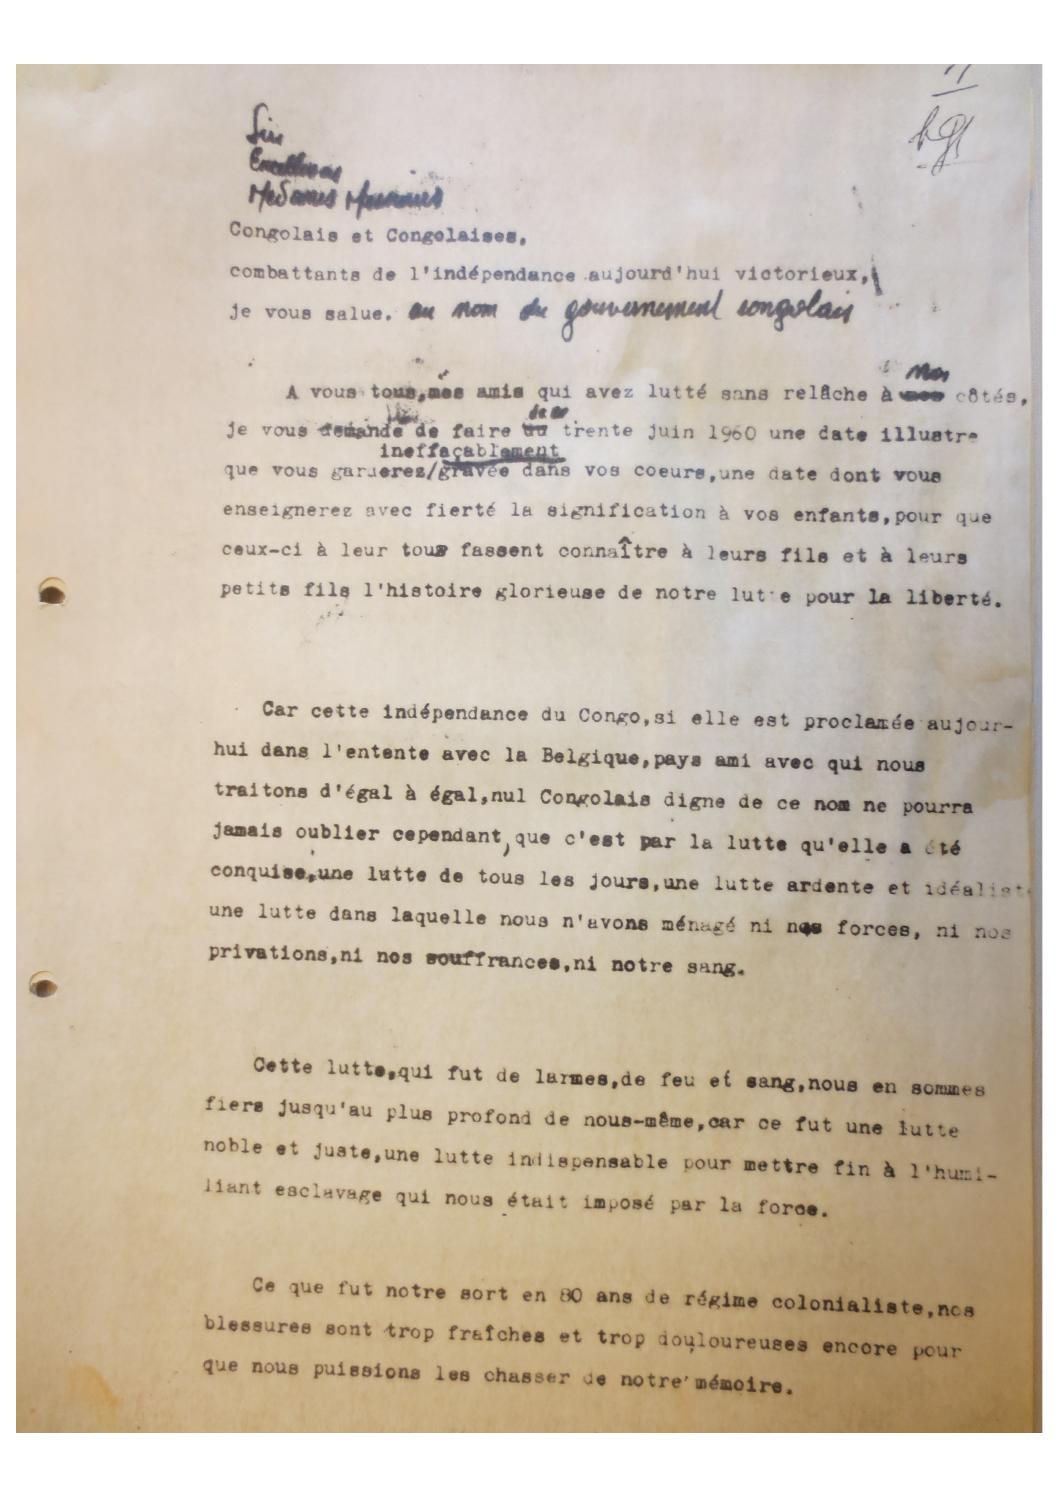 Sire
Excellences
Mesdames Messieurs
Congolais et Congolaises,
combattants de l'indépendance aujourd'hui victorieux,
je vous salue. au nom du gouvernement congolais
nos
A vous tous,mes amis qui avez lutté sans relâche à nos côtés,
de ce
je vous demande de faire du trente juin 1960 une date illustre
ineffaçablement
que vous garderez/gravée dans vos coeurs,une date dont vous
enseignerez avec fierté la signification à vos enfants,pour que
ceux-ci à leur tour fassent connaître à leurs fils et à leurs
petits fils l'histoire glorieuse de notre lutte pour la liberté.
Car cette indépendance du Congo,si elle est proclamée aujour-
hui dans l'entente avec la Belgique,pays ami avec qui nous
traitons d'égal à égal,nul Congolais digne de ce nom ne pourra
jamais oublier cependant,que c'est par la lutte qu'elle a été
conquise,une lutte de tous les jours,une lutte ardente et idéaliste
une lutte dans laquelle nous n'avons ménagé ni nos forces, ni nos
privations,ni nos souffrances,ni notre sang.
Cette lutte,qui fut de larmes,de feu et sang,nous en sommes
fiers jusqu'au plus profond de nous-même,car ce fut une lutte
noble et juste,une lutte indispensable pour mettre fin à l'humi-
liant esclavage qui nous était imposé par la force.
Ce que fut notre sort en 80 ans de régime colonialiste,nos
blessures sont trop fraîches et trop douloureuses encore pour
que nous puissions les chasser de notre mémoire.